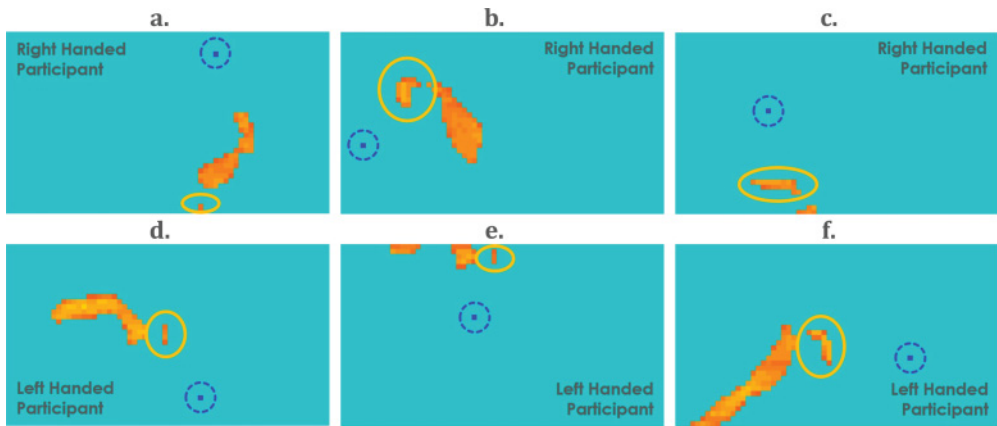 a.
b.
c.
Right Handed
Participant
Right Handed
Participant
Right Handed
Participant
d.
e.
f.
Left Handed
Participant
Left Handed
Participant
Left Handed
Participant